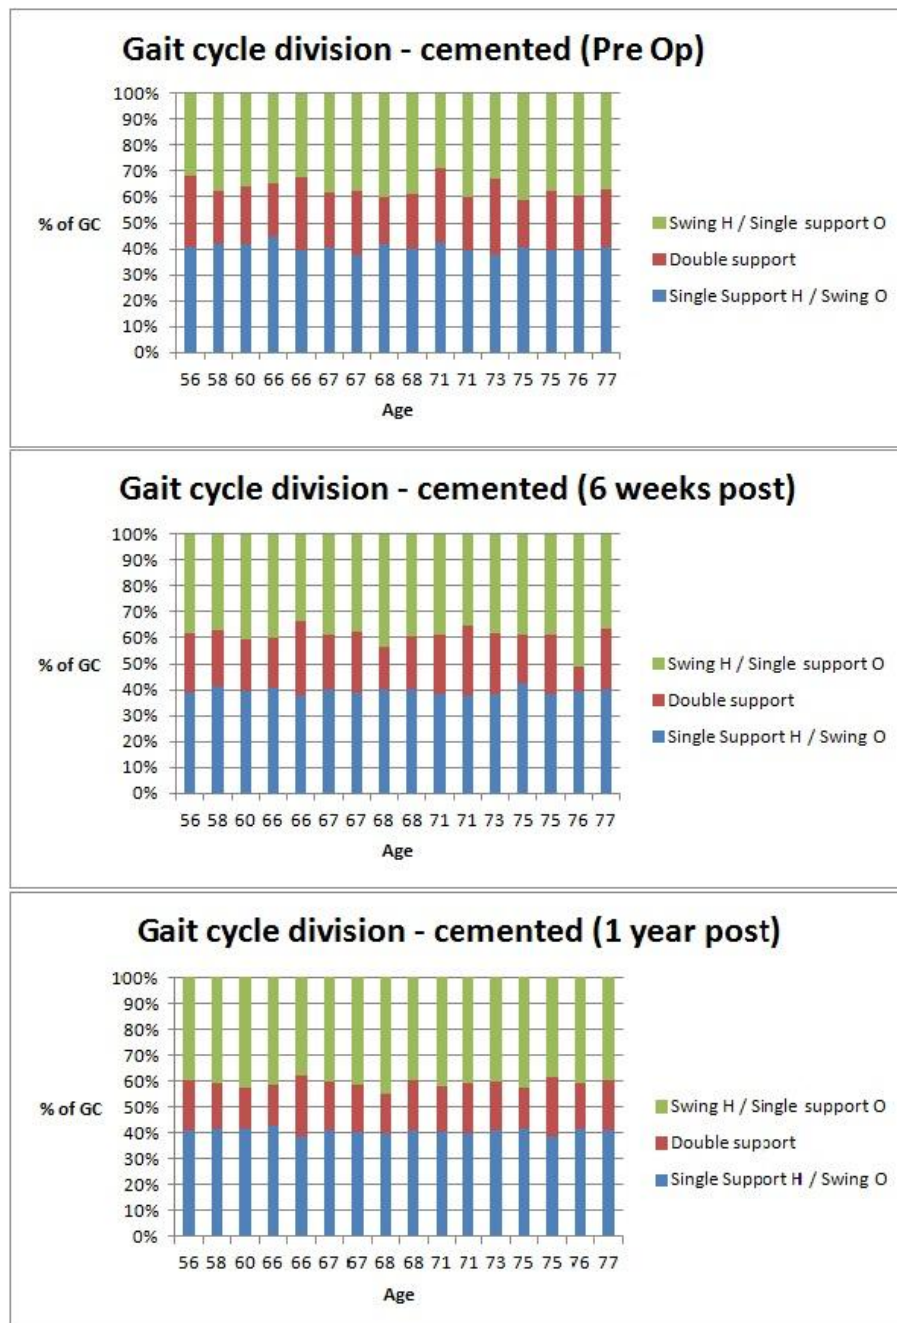 Gait cycle division - cemented (Pre Op)
100%
90%
80%
70%
60%
50%
40%
30%
20%
10%
0%
% of GC
Swing H / Single support O
Double support
Single Support H / Swing O
56 58 60 66 66 67 67 68 68 71 71 73 75 75 76 77
Age
Gait cycle division - cemented (6 weeks post)
100%
90%
80%
70%
60%
50%
40%
30%
20%
10%
0%
% of GC
Swing H / Single support O
Double support
Single Support H / Swing O
56 58 60 66 66 67 67 68 68 71 71 73 75 75 76 77
Age
Gait cycle division - cemented (1 year post)
100%
90%
80%
70%
60%
50%
40%
30%
20%
10%
0%
% of GC
Swing H / Single support O
Double support
Single Support H / Swing O
56 58 60 66 66 67 67 68 68 71 71 73 75 75 76 77
Age